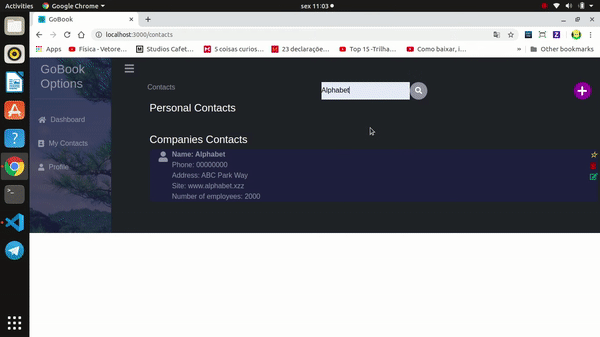 Activities Google Chrome sex 11:03
GoBook
localhost:3000/contacts
Apps Física - Vetore… M Studios Cafet… 5 coisas curios… 23 declaraçõe… Top 15 -Trilha… Como baixar, i… » Other bookmarks
GoBook
Options
Dashboard
My Contacts
Profile
Contacts
Alphabet
Personal Contacts
Companies Contacts
Name: Alphabet
Phone: 00000000
Address: ABC Park Way
Site: www.alphabet.xzz
Number of employees: 2000